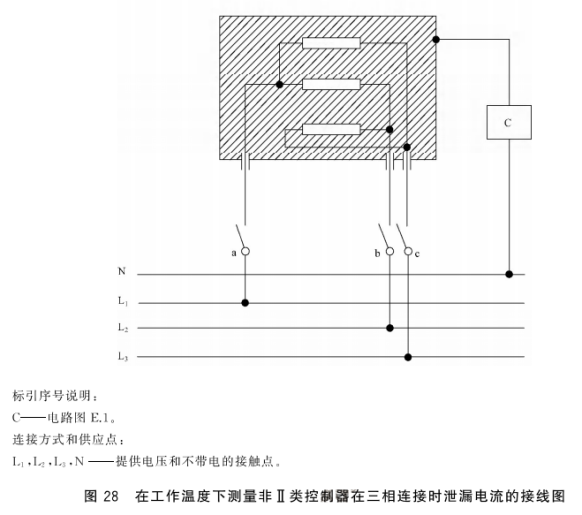 C
a
b
c
N
L₁
L₂
L₃
标引序号说明：
C——电路图 E.1。
连接方式和供应点：
L₁,L₂,L₃,N ——提供电压和不带电的接触点。
图 28 在工作温度下测量非Ⅱ类控制器在三相连接时泄漏电流的接线图